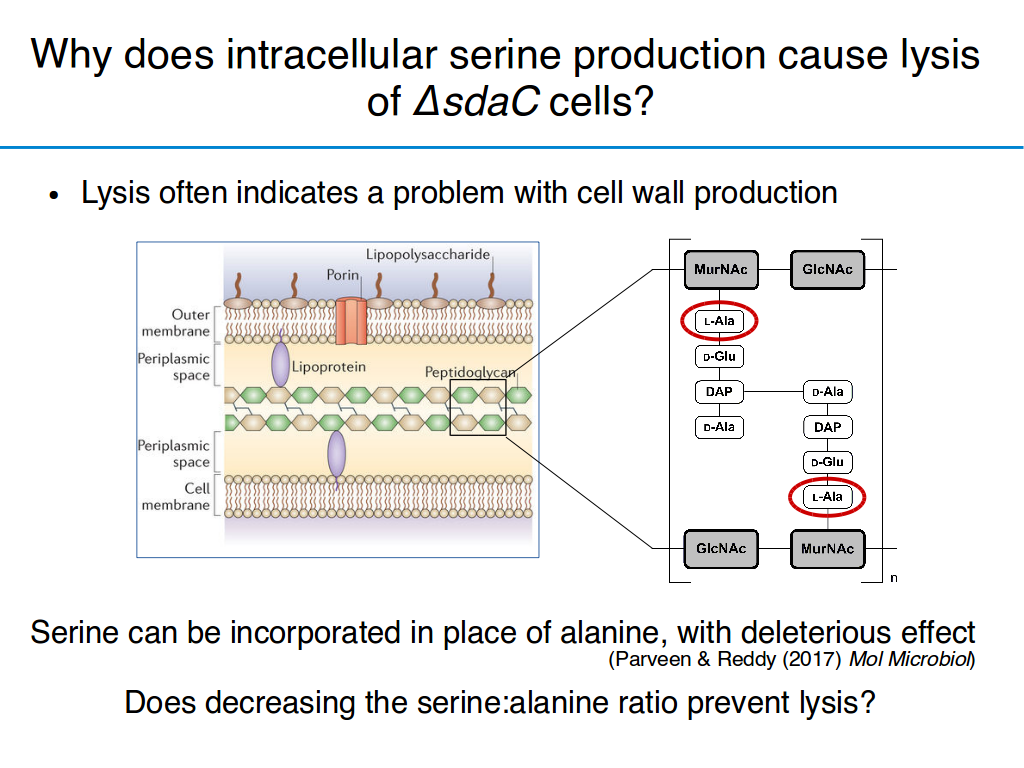 Why does intracellular serine production cause lysis
of ΔsdaC cells?
• Lysis often indicates a problem with cell wall production
Lipopolysaccharide
Porin
Outer
membrane
Periplasmic
space
Lipoprotein
Peptidoglycan
Periplasmic
space
Cell
membrane
MurNAc
GlcNAc
L-Ala
D-Glu
DAP
D-Ala
D-Ala
DAP
D-Glu
L-Ala
GlcNAc
MurNAc
n
Serine can be incorporated in place of alanine, with deleterious effect
(Parveen & Reddy (2017) Mol Microbiol)
Does decreasing the serine:alanine ratio prevent lysis?